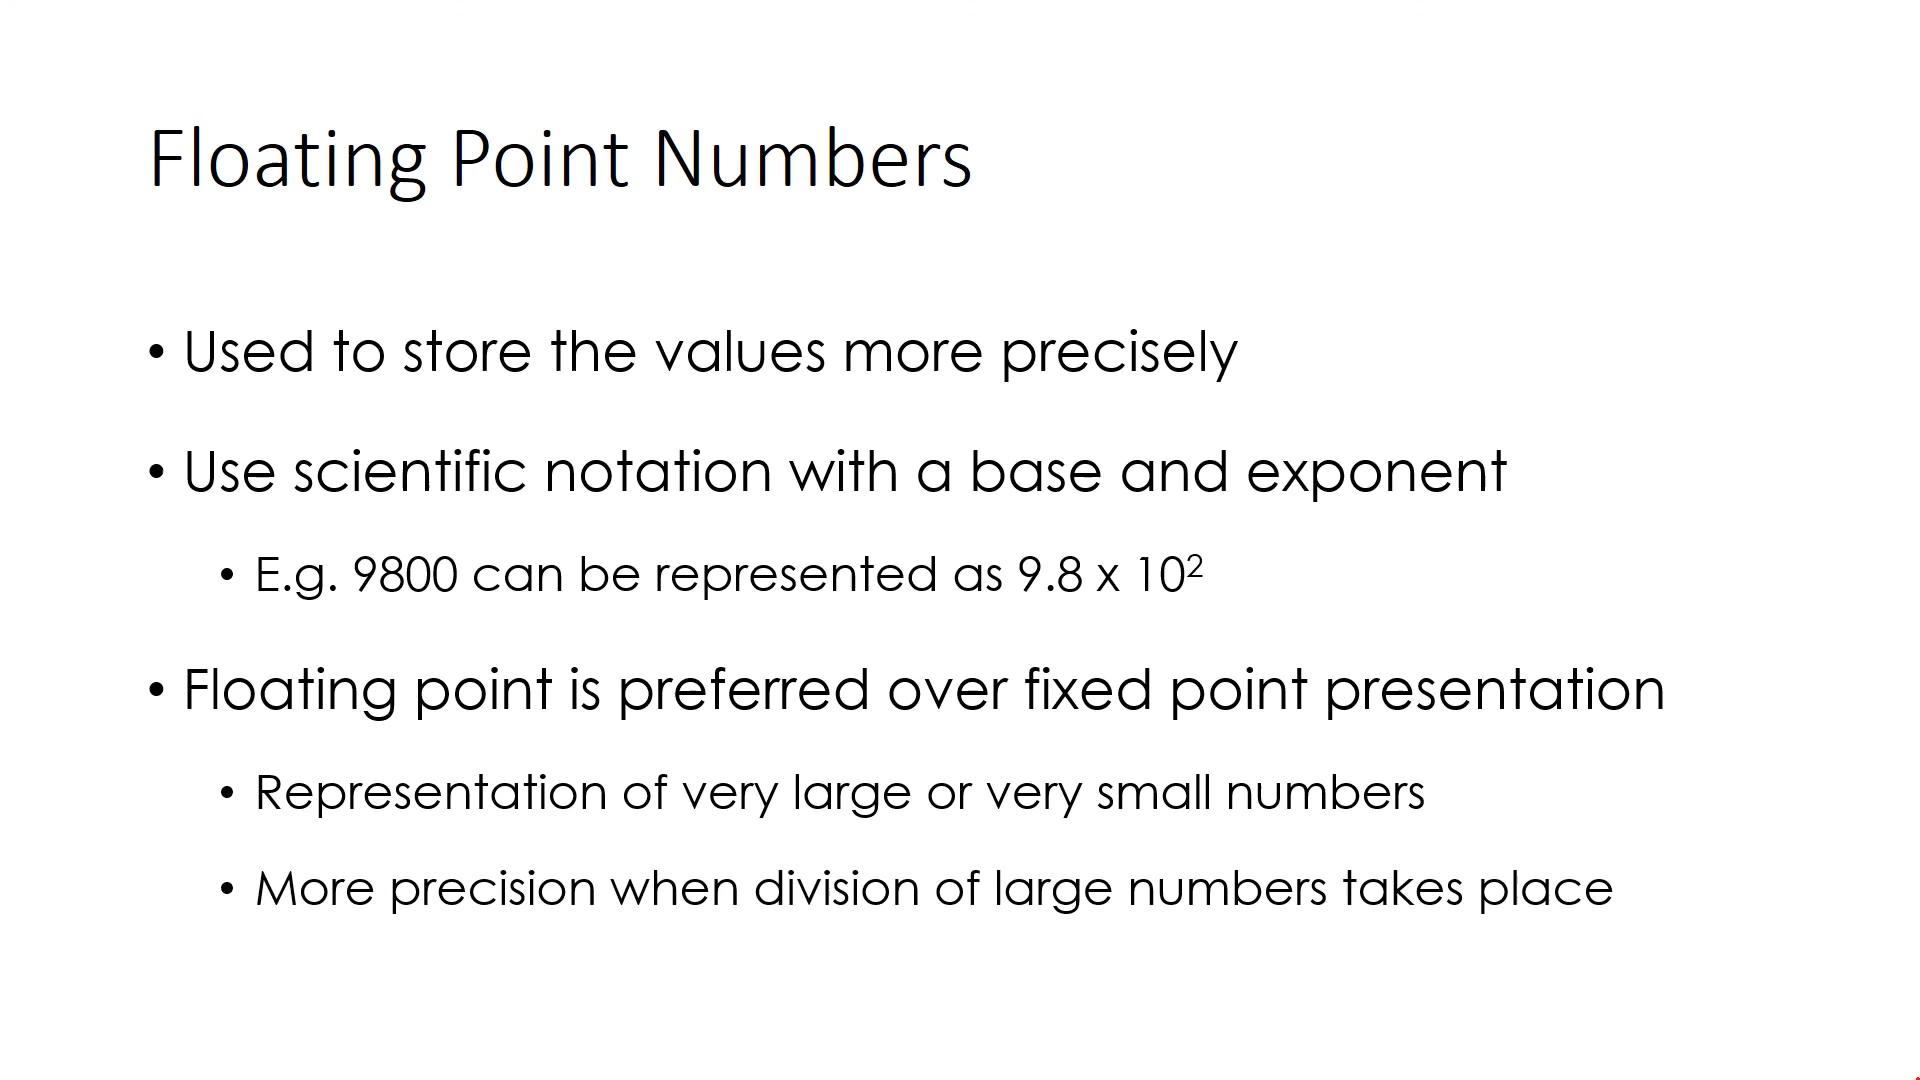 Floating Point Numbers
• Used to store the values more precisely
• Use scientific notation with a base and exponent
• E.g. 9800 can be represented as 9.8 x 10²
• Floating point is preferred over fixed point presentation
• Representation of very large or very small numbers
• More precision when division of large numbers takes place